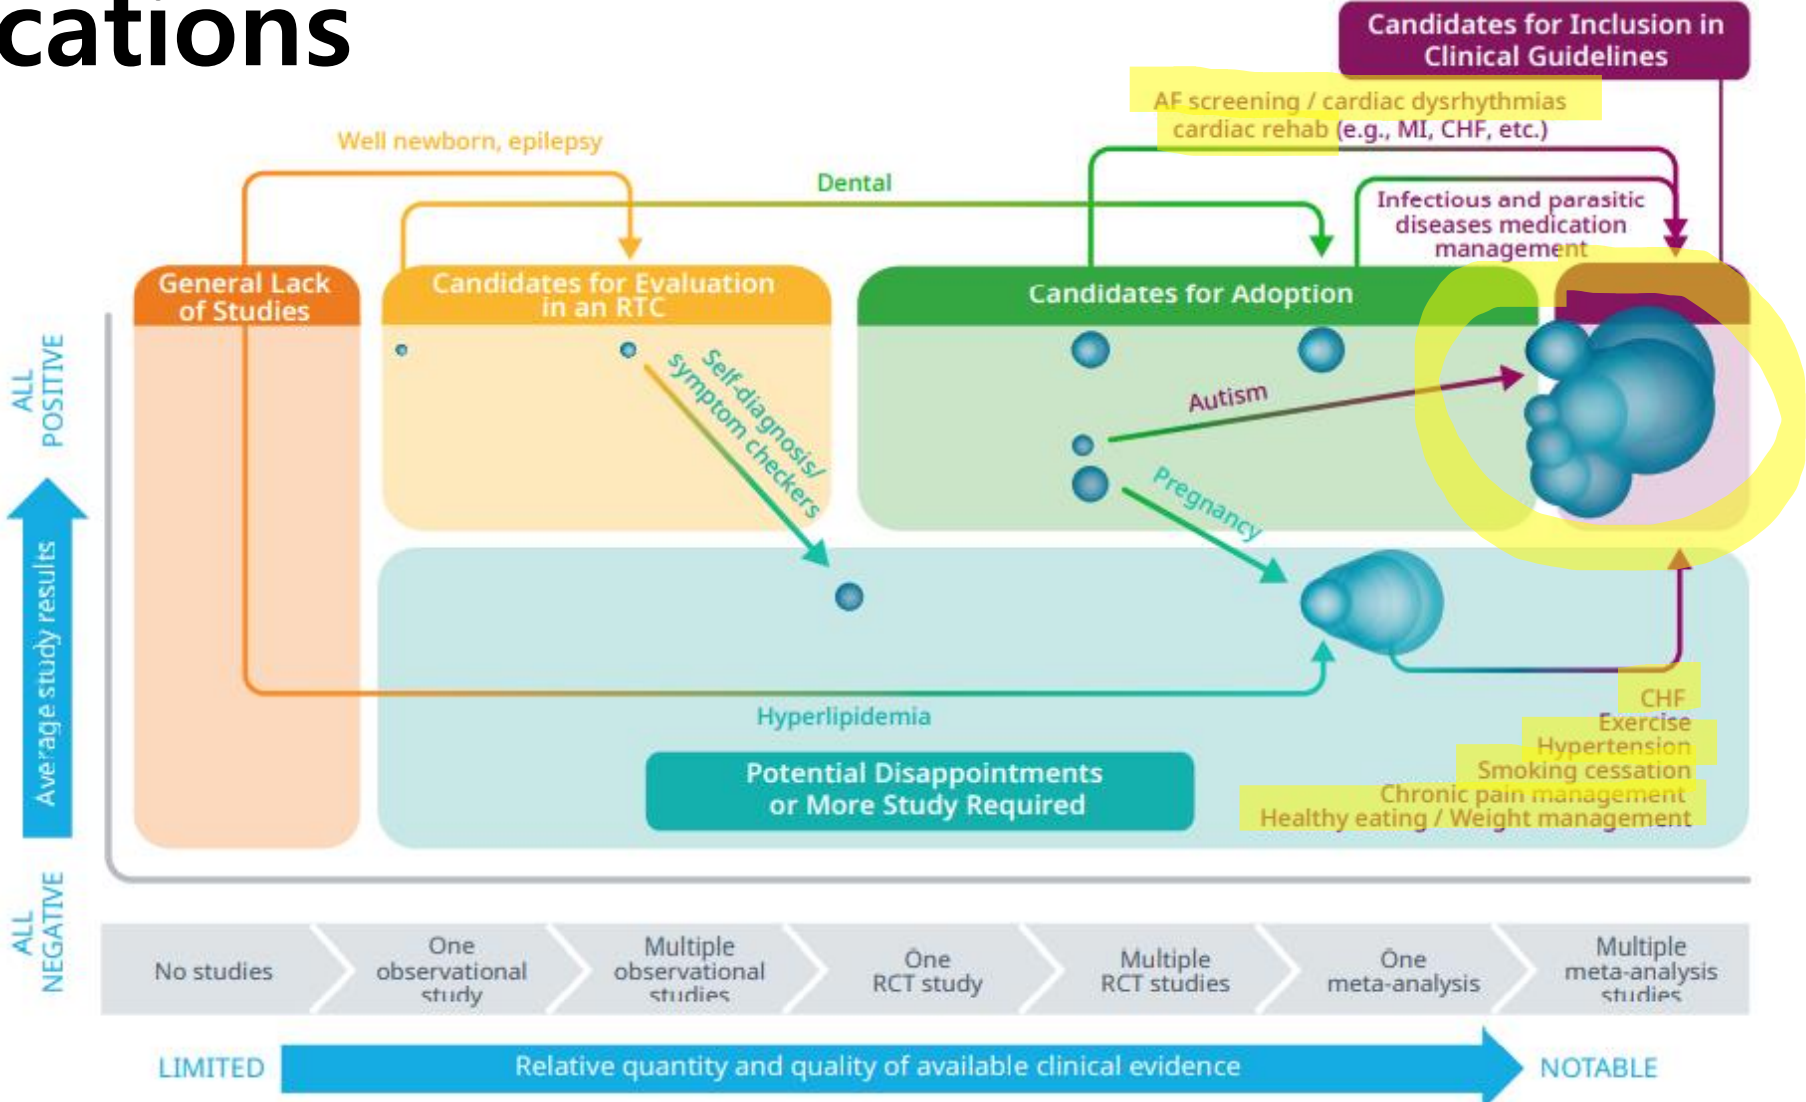 cations
Candidates for Inclusion in
Clinical Guidelines
AF screening / cardiac dysrhythmias
cardiac rehab (e.g., MI, CHF, etc.)
Well newborn, epilepsy
Dental
Infectious and parasitic
diseases medication
management
General Lack
of Studies
Candidates for Evaluation
in an RTC
Candidates for Adoption
ALL
POSITIVE
Self-diagnosis/
symptom checkers
Autism
Pregnancy
Average study results
Hyperlipidemia
CHF
Exercise
Hypertension
Smoking cessation
Chronic pain management
Healthy eating / Weight management
Potential Disappointments
or More Study Required
ALL
NEGATIVE
No studies
One
observational
study
Multiple
observational
studies
One
RCT study
Multiple
RCT studies
One
meta-analysis
Multiple
meta-analysis
studies
LIMITED
Relative quantity and quality of available clinical evidence
NOTABLE